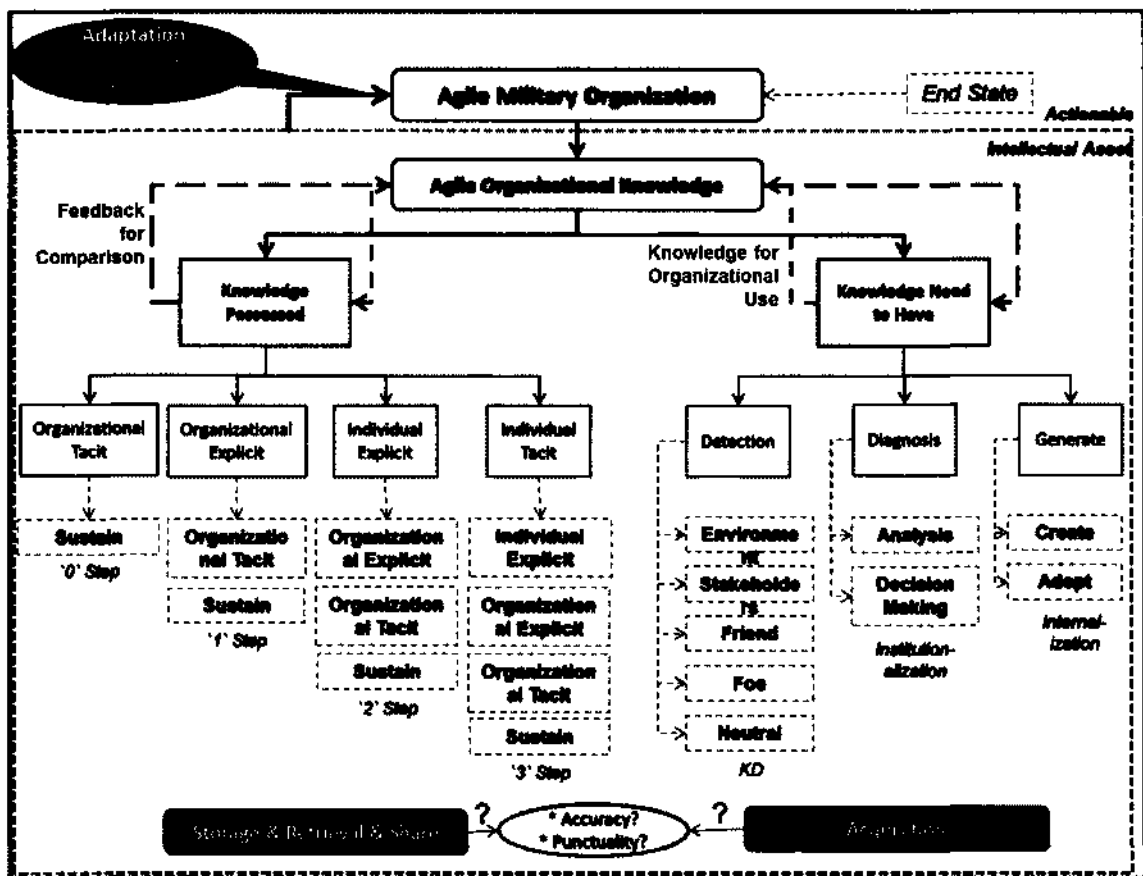 Adaptation
Agile Military Organization
End State
Actionable
Intellectual Asset
Agile Organizational Knowledge
Feedback
for
Comparison
Knowledge for
Organizational
Use
Knowledge
Possessed
Knowledge Need
to Have
Organizational
Tacit
Organizational
Explicit
Individual
Explicit
Individual
Tacit
Detection
Diagnosis
Generate
Sustain
'0' Step
Organizatio
nal Tacit
Sustain
'1' Step
Organization
al Explicit
Organization
al Tacit
Sustain
'2' Step
Individual
Explicit
Organization
al Explicit
Organization
al Tacit
Sustain
'3' Step
Environme
nt
Stakeholde
rs
Friend
Foe
Neutral
KD
Analysis
Decision
Making
Institution-
alization
Create
Adapt
Internal-
ization
Storage & Retrieval & Share
?
* Accuracy?
* Punctuality?
?